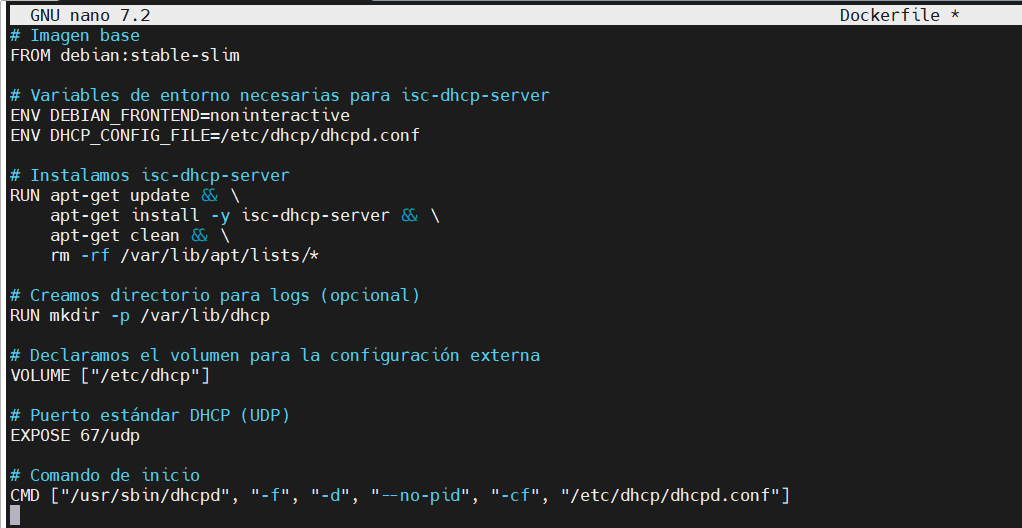 GNU nano 7.2 Dockerfile *
# Imagen base
FROM debian:stable-slim

# Variables de entorno necesarias para isc-dhcp-server
ENV DEBIAN_FRONTEND=noninteractive
ENV DHCP_CONFIG_FILE=/etc/dhcp/dhcpd.conf

# Instalamos isc-dhcp-server
RUN apt-get update && \
    apt-get install -y isc-dhcp-server && \
    apt-get clean && \
    rm -rf /var/lib/apt/lists/*

# Creamos directorio para logs (opcional)
RUN mkdir -p /var/lib/dhcp

# Declaramos el volumen para la configuración externa
VOLUME ["/etc/dhcp"]

# Puerto estándar DHCP (UDP)
EXPOSE 67/udp

# Comando de inicio
CMD ["/usr/sbin/dhcpd", "-f", "-d", "--no-pid", "-cf", "/etc/dhcp/dhcpd.conf"]